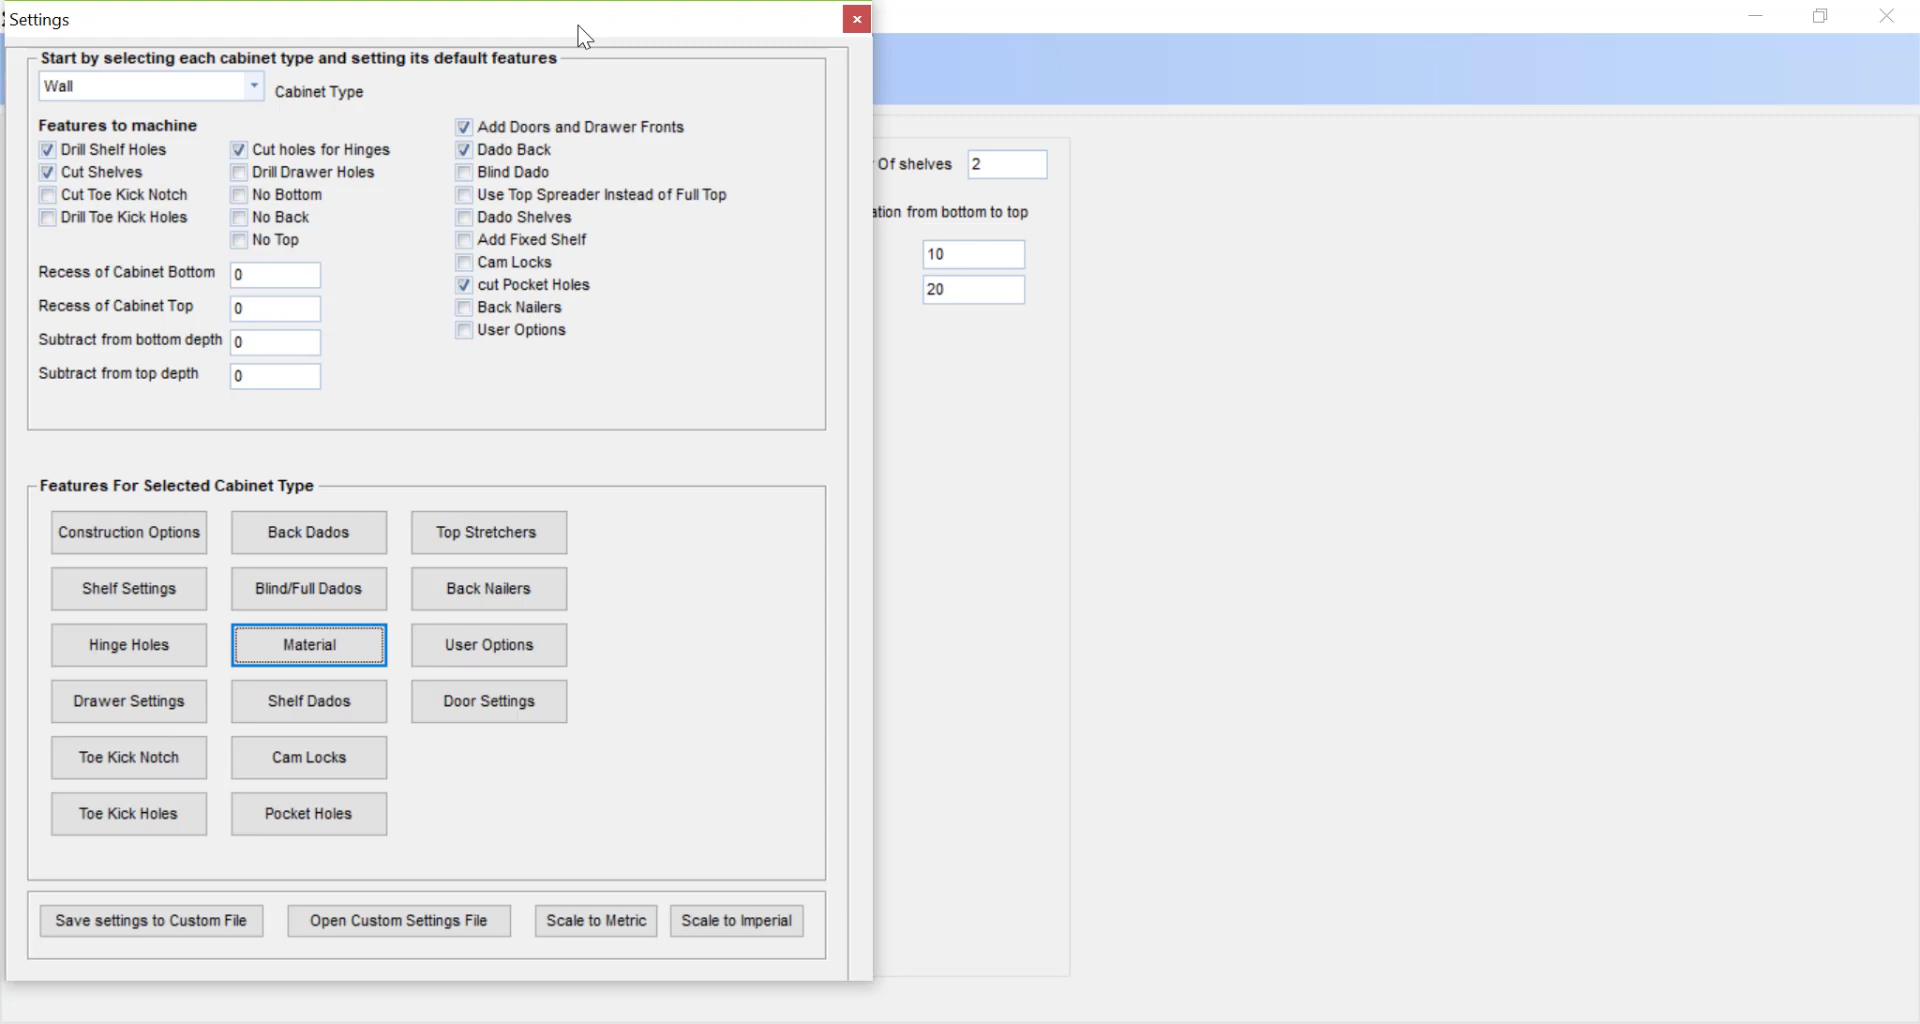 Settings
Start by selecting each cabinet type and setting its default features
Wall
Cabinet Type
Features to machine
Drill Shelf Holes
Cut Shelves
Cut Toe Kick Notch
Drill Toe Kick Holes
Cut holes for Hinges
Drill Drawer Holes
No Bottom
No Back
No Top
Add Doors and Drawer Fronts
Dado Back
Blind Dado
Use Top Spreader Instead of Full Top
Dado Shelves
Add Fixed Shelf
Cam Locks
cut Pocket Holes
Back Nailers
User Options
Recess of Cabinet Bottom 0
Recess of Cabinet Top 0
Subtract from bottom depth 0
Subtract from top depth 0
Features For Selected Cabinet Type
Construction Options
Back Dados
Top Stretchers
Shelf Settings
Blind/Full Dados
Back Nailers
Hinge Holes
Material
User Options
Drawer Settings
Shelf Dados
Door Settings
Toe Kick Notch
Cam Locks
Toe Kick Holes
Pocket Holes
Save settings to Custom File
Open Custom Settings File
Scale to Metric
Scale to Imperial
Of shelves 2
from bottom to top
10
20